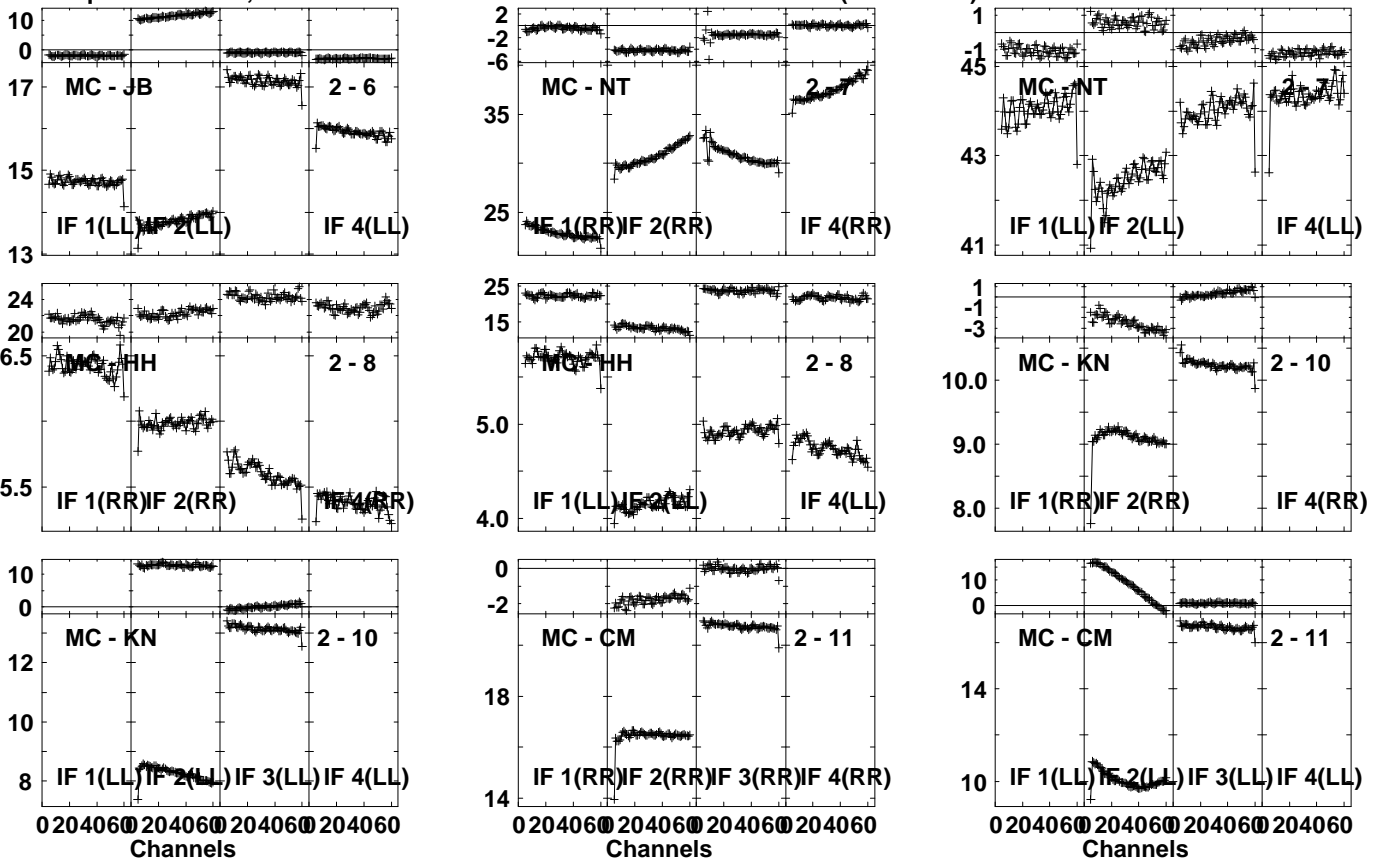 10
0
17
15
13
MC - JB
2 - 6
IF 1(LL)
IF 2(LL)
IF 4(LL)
2
-2
-6
35
25
MC - NT
2 - 7
IF 1(RR)
IF 2(RR)
IF 4(RR)
1
-1
45
43
41
MC - NT
2 - 7
IF 1(LL)
IF 2(LL)
IF 4(LL)
24
20
6.5
5.5
MC - HH
2 - 8
IF 1(RR)
IF 2(RR)
IF 4(RR)
25
15
5.0
4.0
MC - HH
2 - 8
IF 1(LL)
IF 2(LL)
IF 4(LL)
1
-1
-3
10.0
9.0
8.0
MC - KN
2 - 10
IF 1(RR)
IF 2(RR)
IF 4(RR)
10
0
12
10
8
MC - KN
2 - 10
IF 1(LL)
IF 2(LL)
IF 3(LL)
IF 4(LL)
0 20 40 60 0 20 40 60 0 20 40 60 0 20 40 60
Channels
0
-2
18
14
MC - CM
2 - 11
IF 1(RR)
IF 2(RR)
IF 3(RR)
IF 4(RR)
0 20 40 60 0 20 40 60 0 20 40 60 0 20 40 60
Channels
10
0
14
10
MC - CM
2 - 11
IF 1(LL)
IF 2(LL)
IF 3(LL)
IF 4(LL)
0 20 40 60 0 20 40 60 0 20 40 60 0 20 40 60
Channels